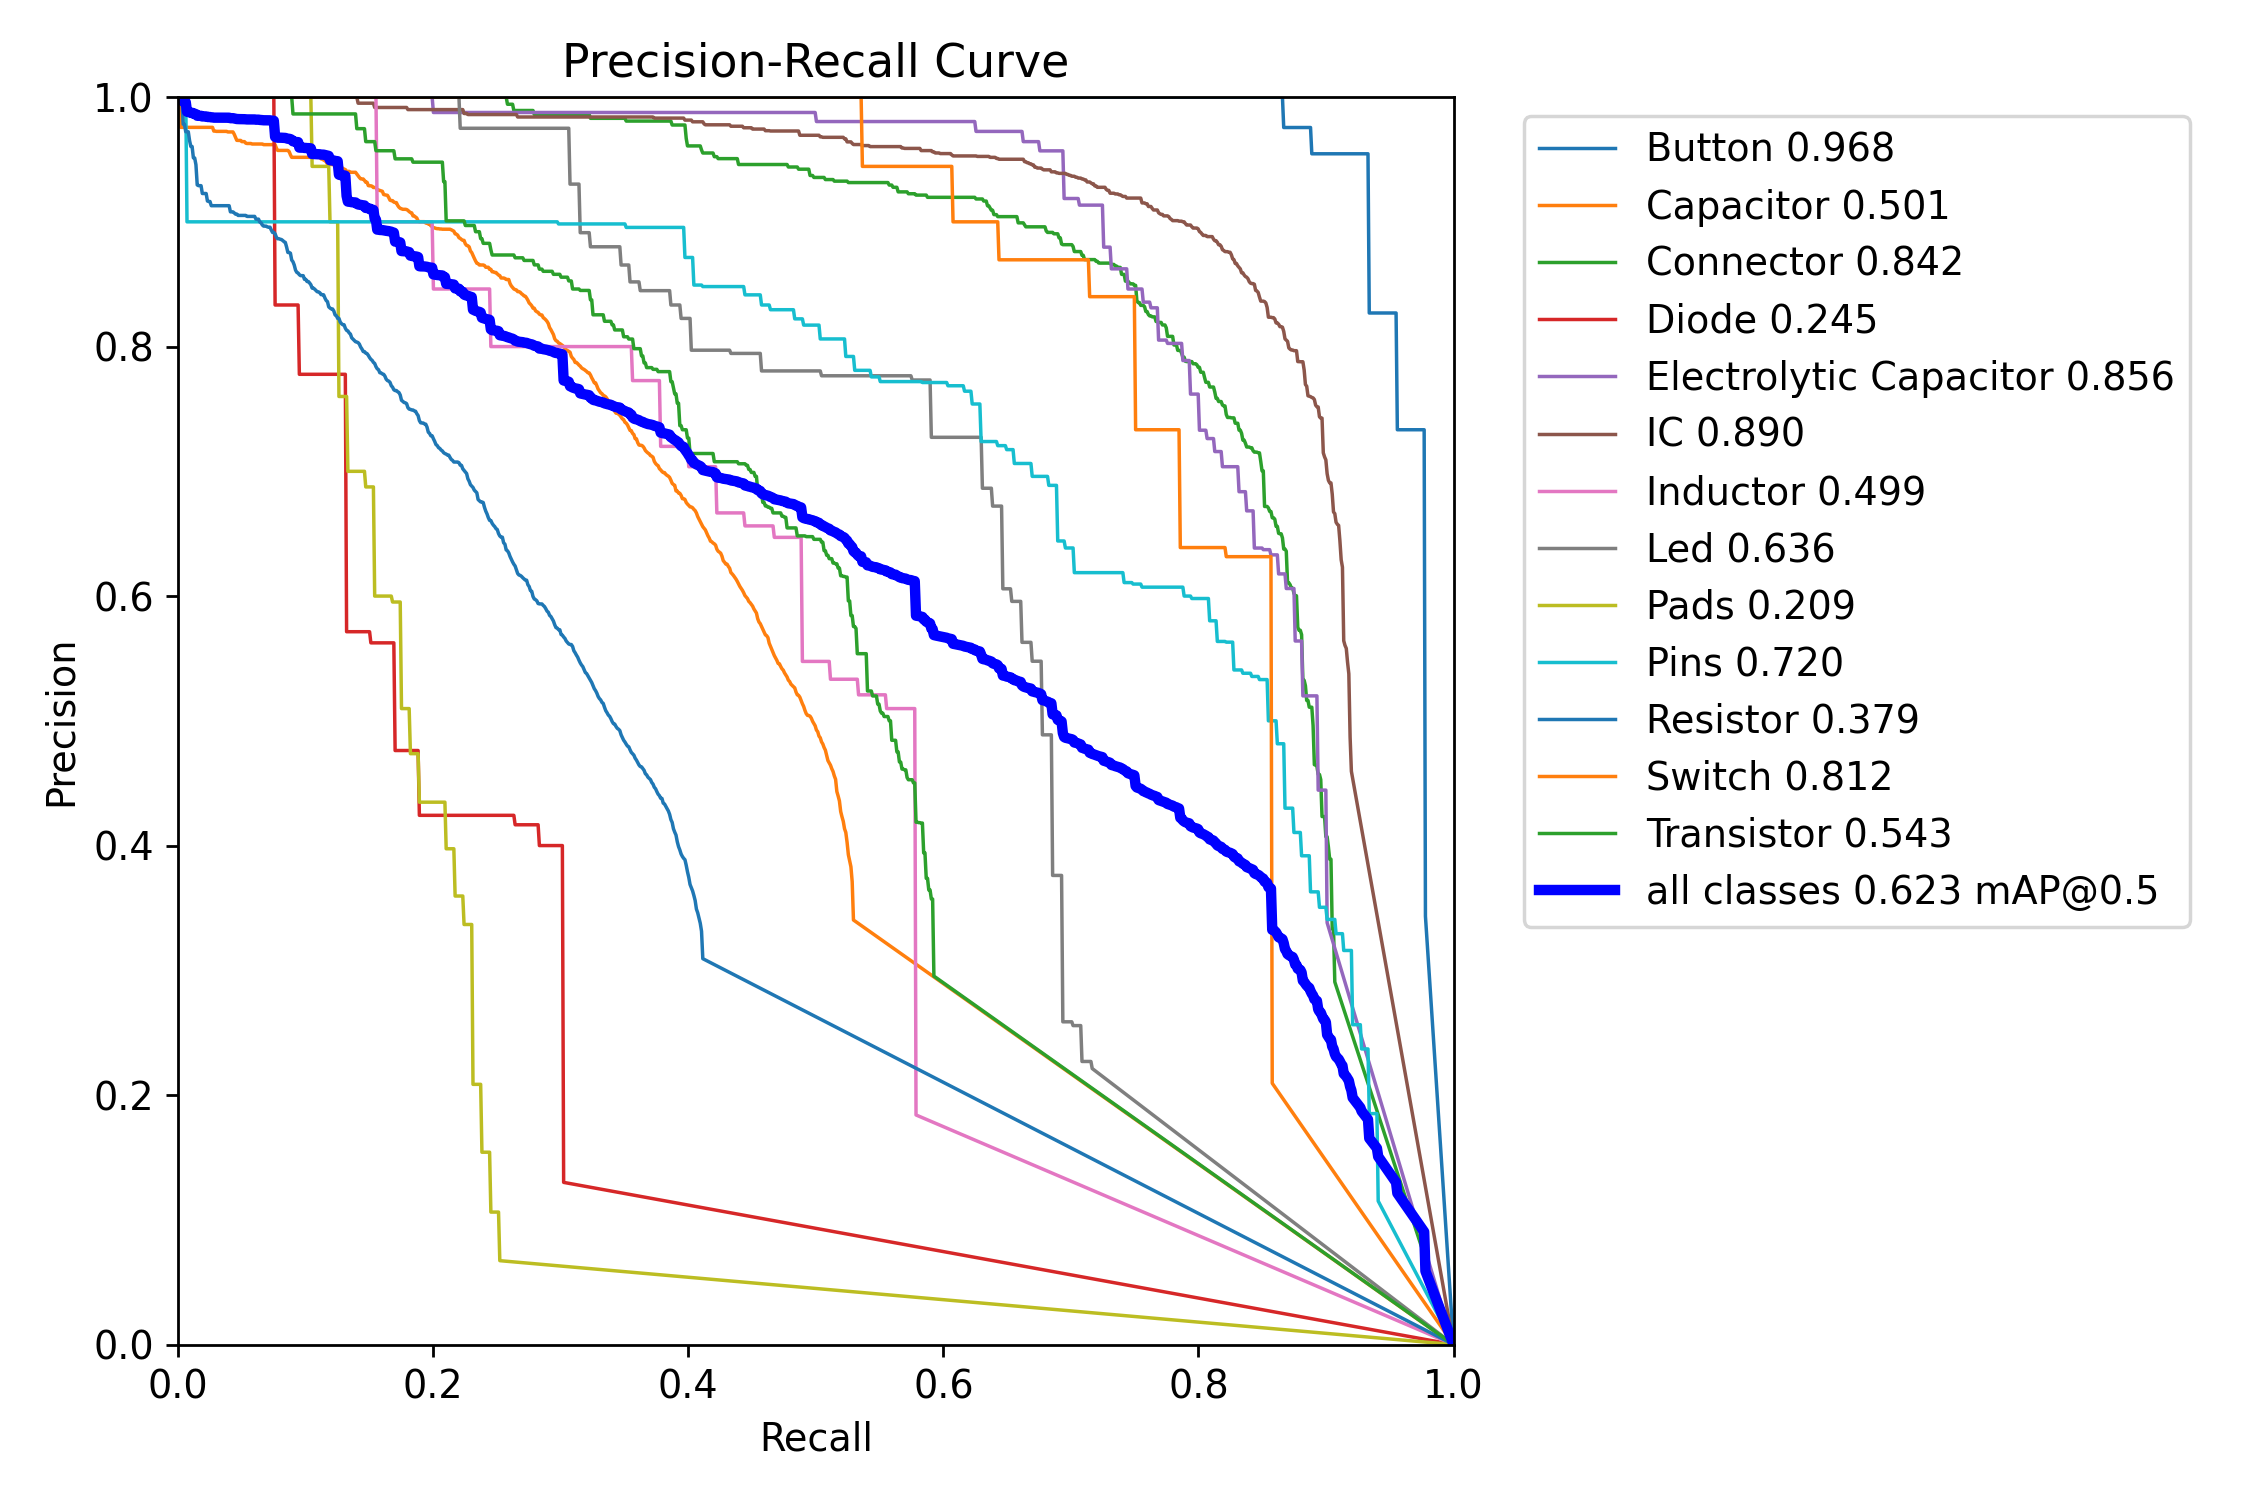 Precision-Recall Curve
1.0
0.8
0.6
0.4
0.2
0.0
Precision
0.0 0.2 0.4 0.6 0.8 1.0
Recall
Button 0.968
Capacitor 0.501
Connector 0.842
Diode 0.245
Electrolytic Capacitor 0.856
IC 0.890
Inductor 0.499
Led 0.636
Pads 0.209
Pins 0.720
Resistor 0.379
Switch 0.812
Transistor 0.543
all classes 0.623 mAP@0.5